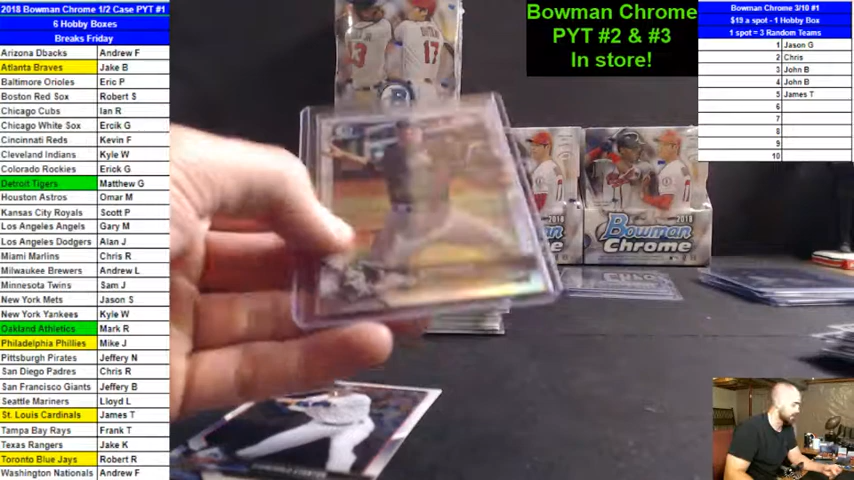 2018 Bowman Chrome 1/2 Case PYT #1
6 Hobby Boxes
Breaks Friday
Arizona Dbacks Andrew F
Atlanta Braves Jake B
Baltimore Orioles Eric P
Boston Red Sox Robert S
Chicago Cubs Ian R
Chicago White Sox Ercik G
Cincinnati Reds Kevin F
Cleveland Indians Kyle W
Colorado Rockies Erick G
Detroit Tigers Matthew G
Houston Astros Omar M
Kansas City Royals Scott P
Los Angeles Angels Gary M
Los Angeles Dodgers Alan J
Miami Marlins Chris R
Milwaukee Brewers Andrew L
Minnesota Twins Sam J
New York Mets Jason S
New York Yankees Kyle W
Oakland Athletics Mark R
Philadelphia Phillies Mike J
Pittsburgh Pirates Jeffery N
San Diego Padres Chris R
San Francisco Giants Jeffery B
Seattle Mariners Lloyd L
St. Louis Cardinals James T
Tampa Bay Rays Frank T
Texas Rangers Jake K
Toronto Blue Jays Robert R
Washington Nationals Andrew F
Bowman Chrome
PYT #2 & #3
In store!
Bowman Chrome 3/10 #1
$19 a spot - 1 Hobby Box
1 spot = 3 Random Teams
1 Jason G
2 Chris
3 John B
4 John B
5 James T
6
7
8
9
10
13
17
2018
Bowman
Chrome